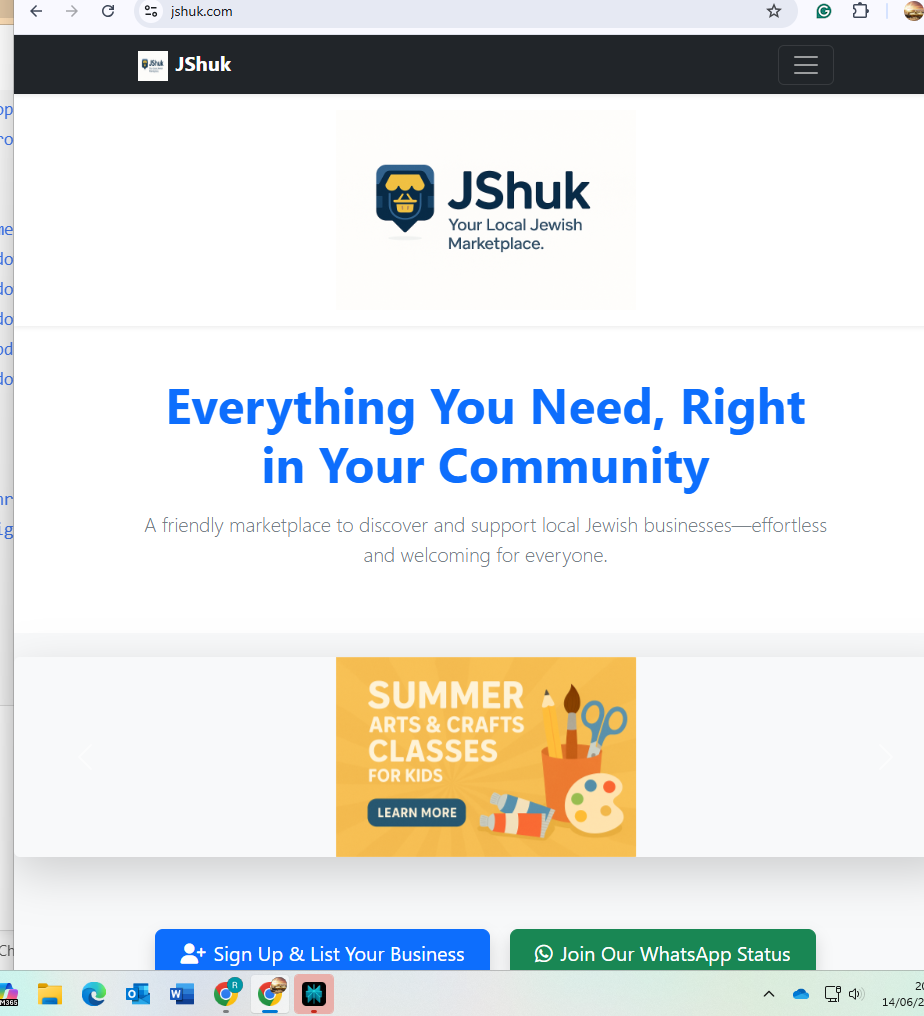 jshuk.com
JShuk
JShuk
Your Local Jewish
Marketplace.
Everything You Need, Right
in Your Community
A friendly marketplace to discover and support local Jewish businesses—effortless
and welcoming for everyone.
SUMMER
ARTS & CRAFTS
CLASSES
FOR KIDS
LEARN MORE
Sign Up & List Your Business
Join Our WhatsApp Status
M365
R
20
14/06/2